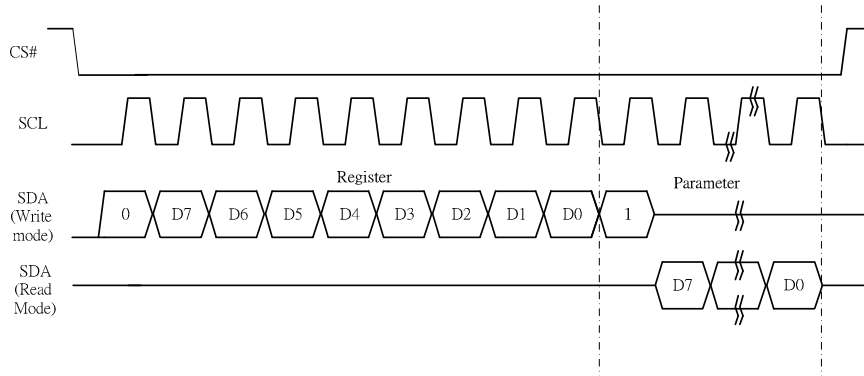 CS#
SCL
Register
Parameter
SDA
(Write
mode)
0 D7 D6 D5 D4 D3 D2 D1 D0 1
SDA
(Read
Mode)
D7 D0